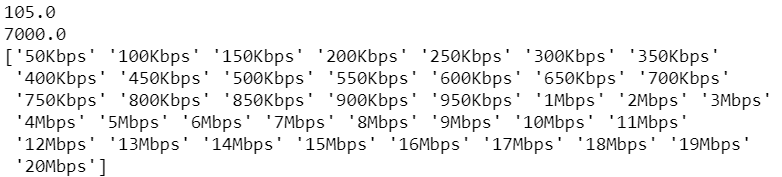 105.0
7000.0
['50Kbps' '100Kbps' '150Kbps' '200Kbps' '250Kbps' '300Kbps' '350Kbps'
'400Kbps' '450Kbps' '500Kbps' '550Kbps' '600Kbps' '650Kbps' '700Kbps'
'750Kbps' '800Kbps' '850Kbps' '900Kbps' '950Kbps' '1Mbps' '2Mbps' '3Mbps'
'4Mbps' '5Mbps' '6Mbps' '7Mbps' '8Mbps' '9Mbps' '10Mbps' '11Mbps'
'12Mbps' '13Mbps' '14Mbps' '15Mbps' '16Mbps' '17Mbps' '18Mbps' '19Mbps'
'20Mbps']